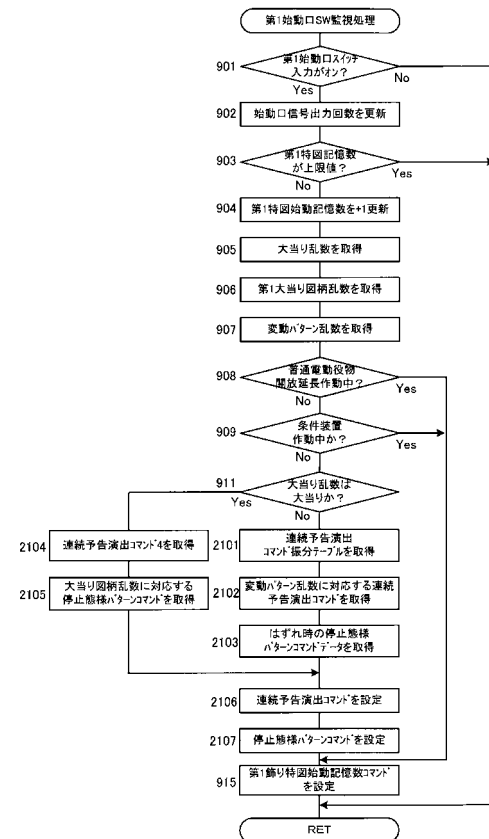 第1始動口SW監視処理
901
第1始動口スイッチ
入力がオン?
No
Yes
902
始動口信号出力回数を更新
903
第1特図記憶数
が上限値?
Yes
No
904
第1特図始動記憶数を+1更新
905
大当り乱数を取得
906
第1大当り図柄乱数を取得
907
変動パターン乱数を取得
908
普通電動役物
開放延長作動中?
Yes
No
909
条件装置
作動中か?
Yes
No
911
大当り乱数は
大当りか?
Yes
No
2104
連続予告演出コマンド4を取得
2101
連続予告演出
コマンド振分テーブルを取得
2105
大当り図柄乱数に対応する
停止態様パターンコマンドを取得
2102
変動パターン乱数に対応する連続
予告演出コマンドを取得
2103
はずれ時の停止態様
パターンコマンドデータを取得
2106
連続予告演出コマンドを設定
2107
停止態様パターンコマンドを設定
915
第1飾り特図始動記憶数コマンド
を設定
RET